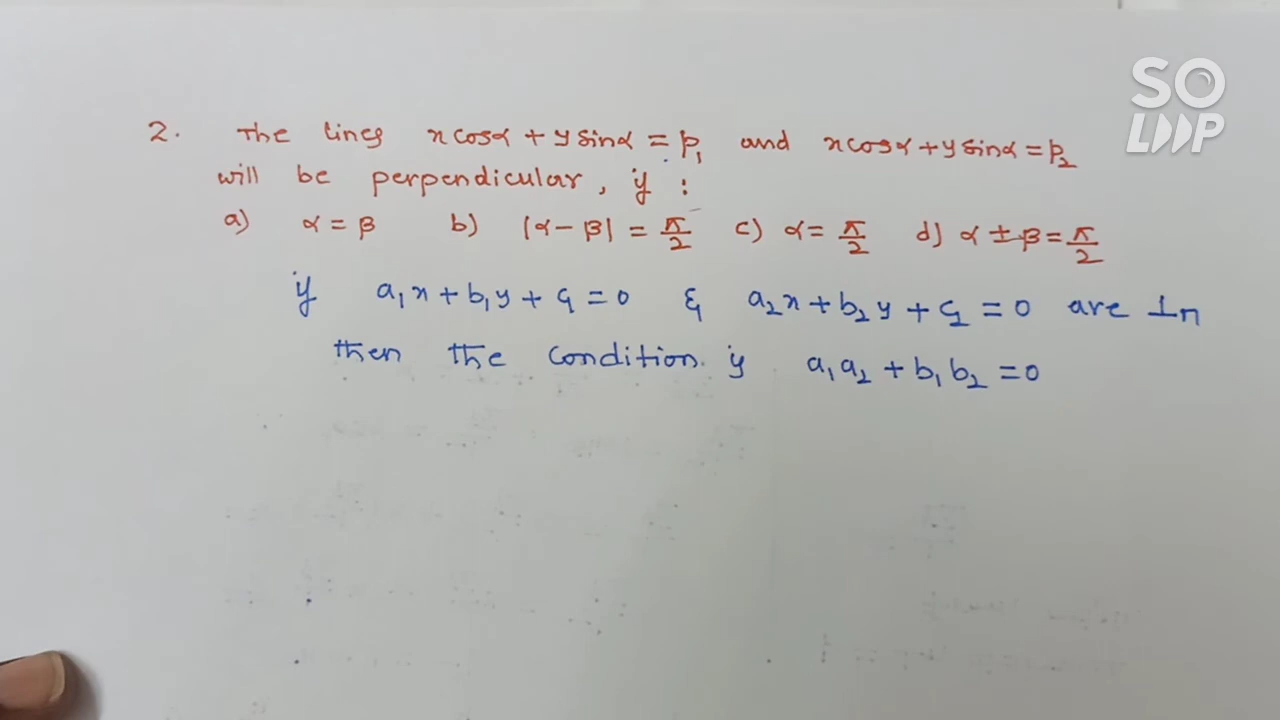 SO
LDDP
2. The lines x cosα + y sinα = p₁ and x cosα + y sinα = p₂
will be perpendicular, if :
a) α = β b) |α - β| = π/2 c) α = π/2 d) α ± β = π/2
if a₁x + b₁y + c₁ = 0 & a₂x + b₂y + c₂ = 0 are ⊥r
then the condition is a₁a₂ + b₁b₂ = 0